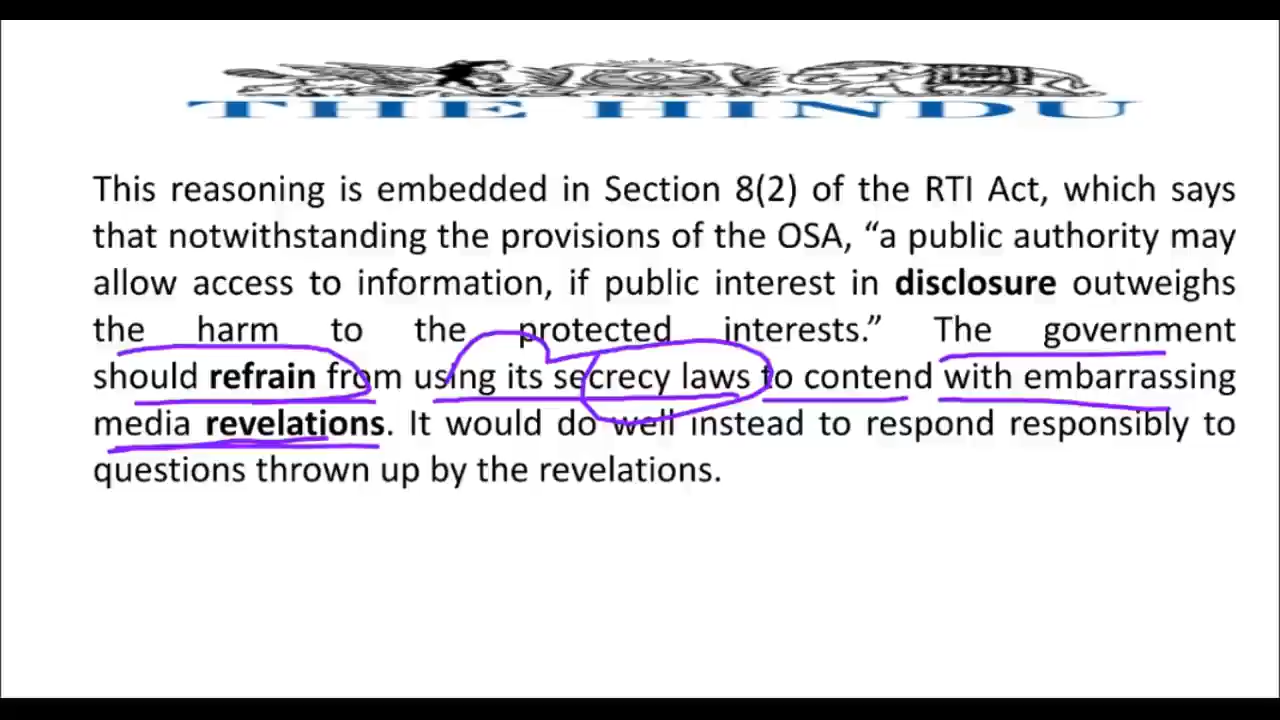 THE HINDU
This reasoning is embedded in Section 8(2) of the RTI Act, which says
that notwithstanding the provisions of the OSA, “a public authority may
allow access to information, if public interest in disclosure outweighs
the harm to the protected interests.” The government
should refrain from using its secrecy laws to contend with embarrassing
media revelations. It would do well instead to respond responsibly to
questions thrown up by the revelations.